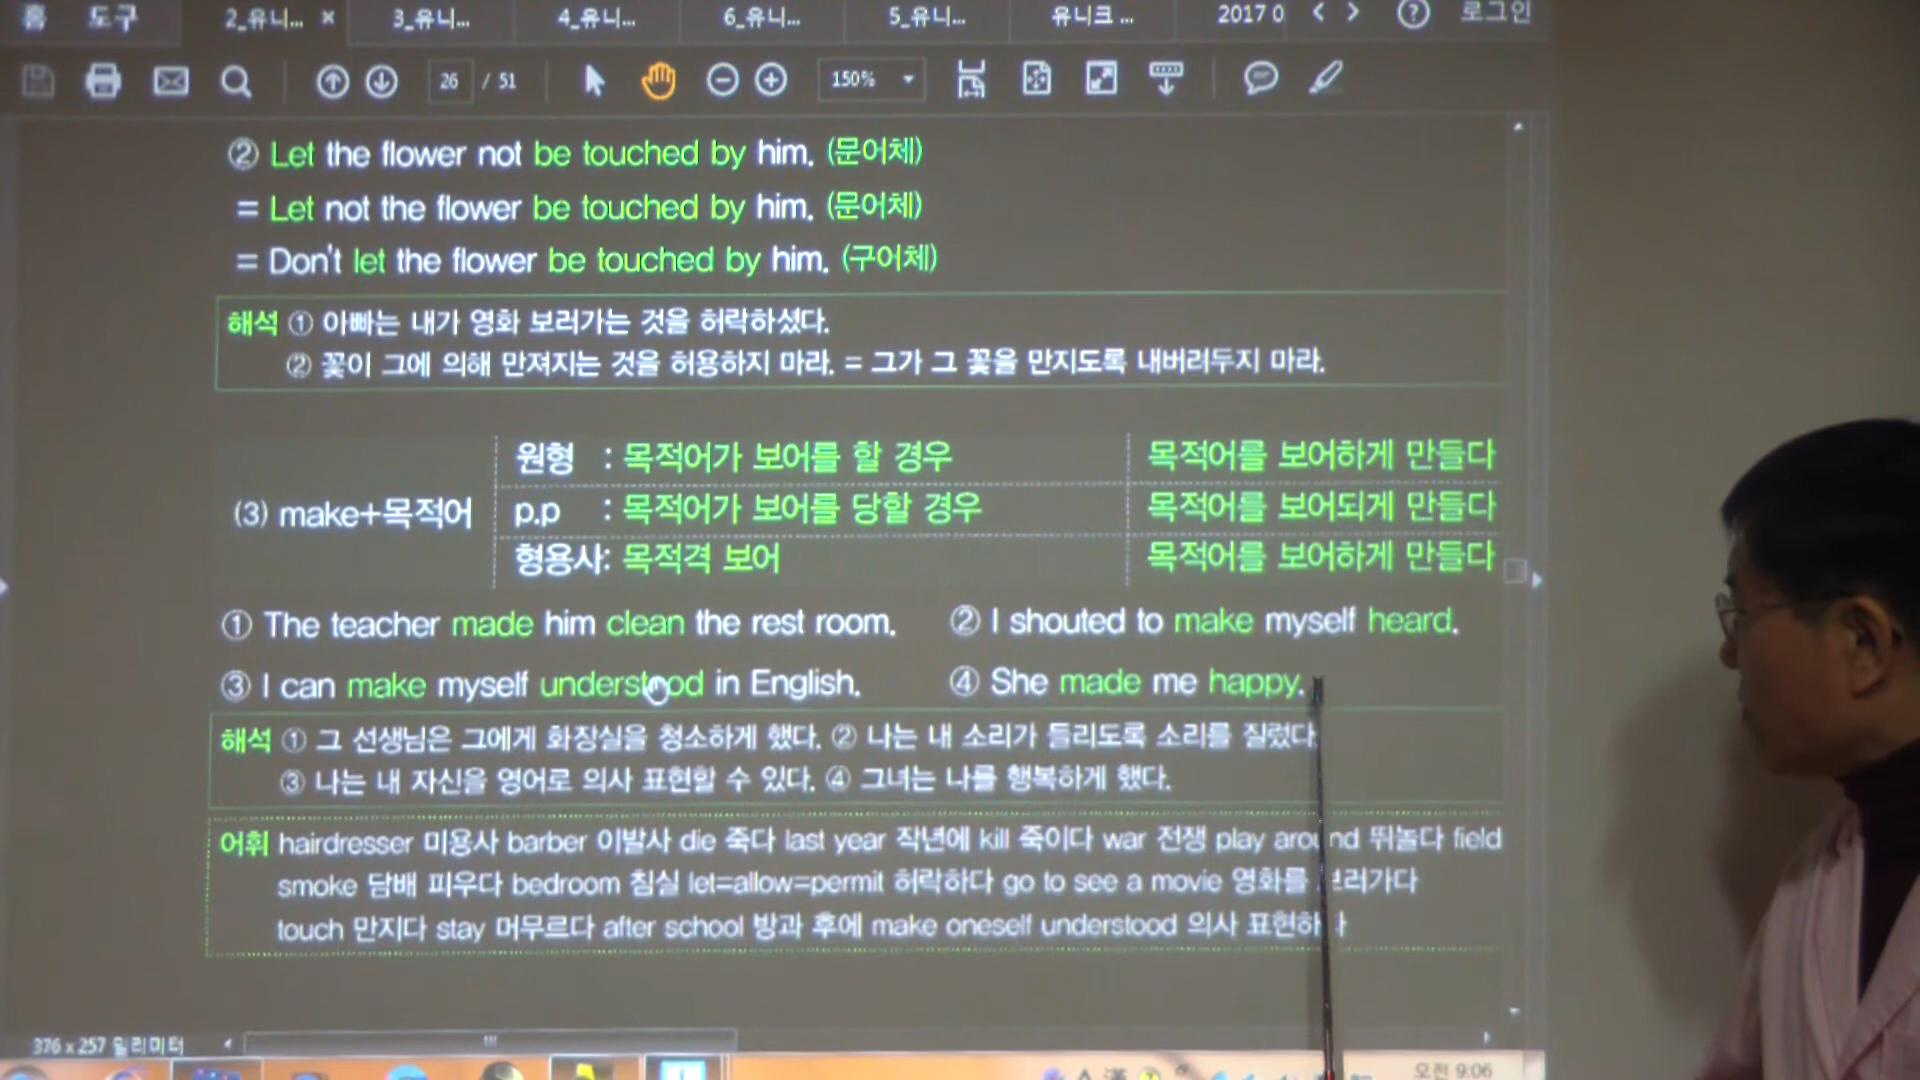 홈 도구 2_유니... × 3_유니... 4_유니... 6_유니... 5_유니... 유니크 ... 2017 0 < > ? 로그인
26 / 51 150%
② Let the flower not be touched by him. (문어체)
= Let not the flower be touched by him. (문어체)
= Don't let the flower be touched by him. (구어체)
해석 ① 아빠는 내가 영화 보러가는 것을 허락하셨다.
② 꽃이 그에 의해 만져지는 것을 허용하지 마라. = 그가 그 꽃을 만지도록 내버려두지 마라.
원형 : 목적어가 보어를 할 경우 목적어를 보어하게 만들다
(3) make+목적어 p.p : 목적어가 보어를 당할 경우 목적어를 보어되게 만들다
형용사: 목적격 보어 목적어를 보어하게 만들다
① The teacher made him clean the rest room. ② I shouted to make myself heard.
③ I can make myself understood in English. ④ She made me happy.
해석 ① 그 선생님은 그에게 화장실을 청소하게 했다. ② 나는 내 소리가 들리도록 소리를 질렀다.
③ 나는 내 자신을 영어로 의사 표현할 수 있다. ④ 그녀는 나를 행복하게 했다.
어휘 hairdresser 미용사 barber 이발사 die 죽다 last year 작년에 kill 죽이다 war 전쟁 play around 뛰놀다 field
smoke 담배 피우다 bedroom 침실 let=allow=permit 허락하다 go to see a movie 영화를 보러가다
touch 만지다 stay 머무르다 after school 방과 후에 make oneself understood 의사 표현하다
376 x 257 밀리미터
오전 9:06